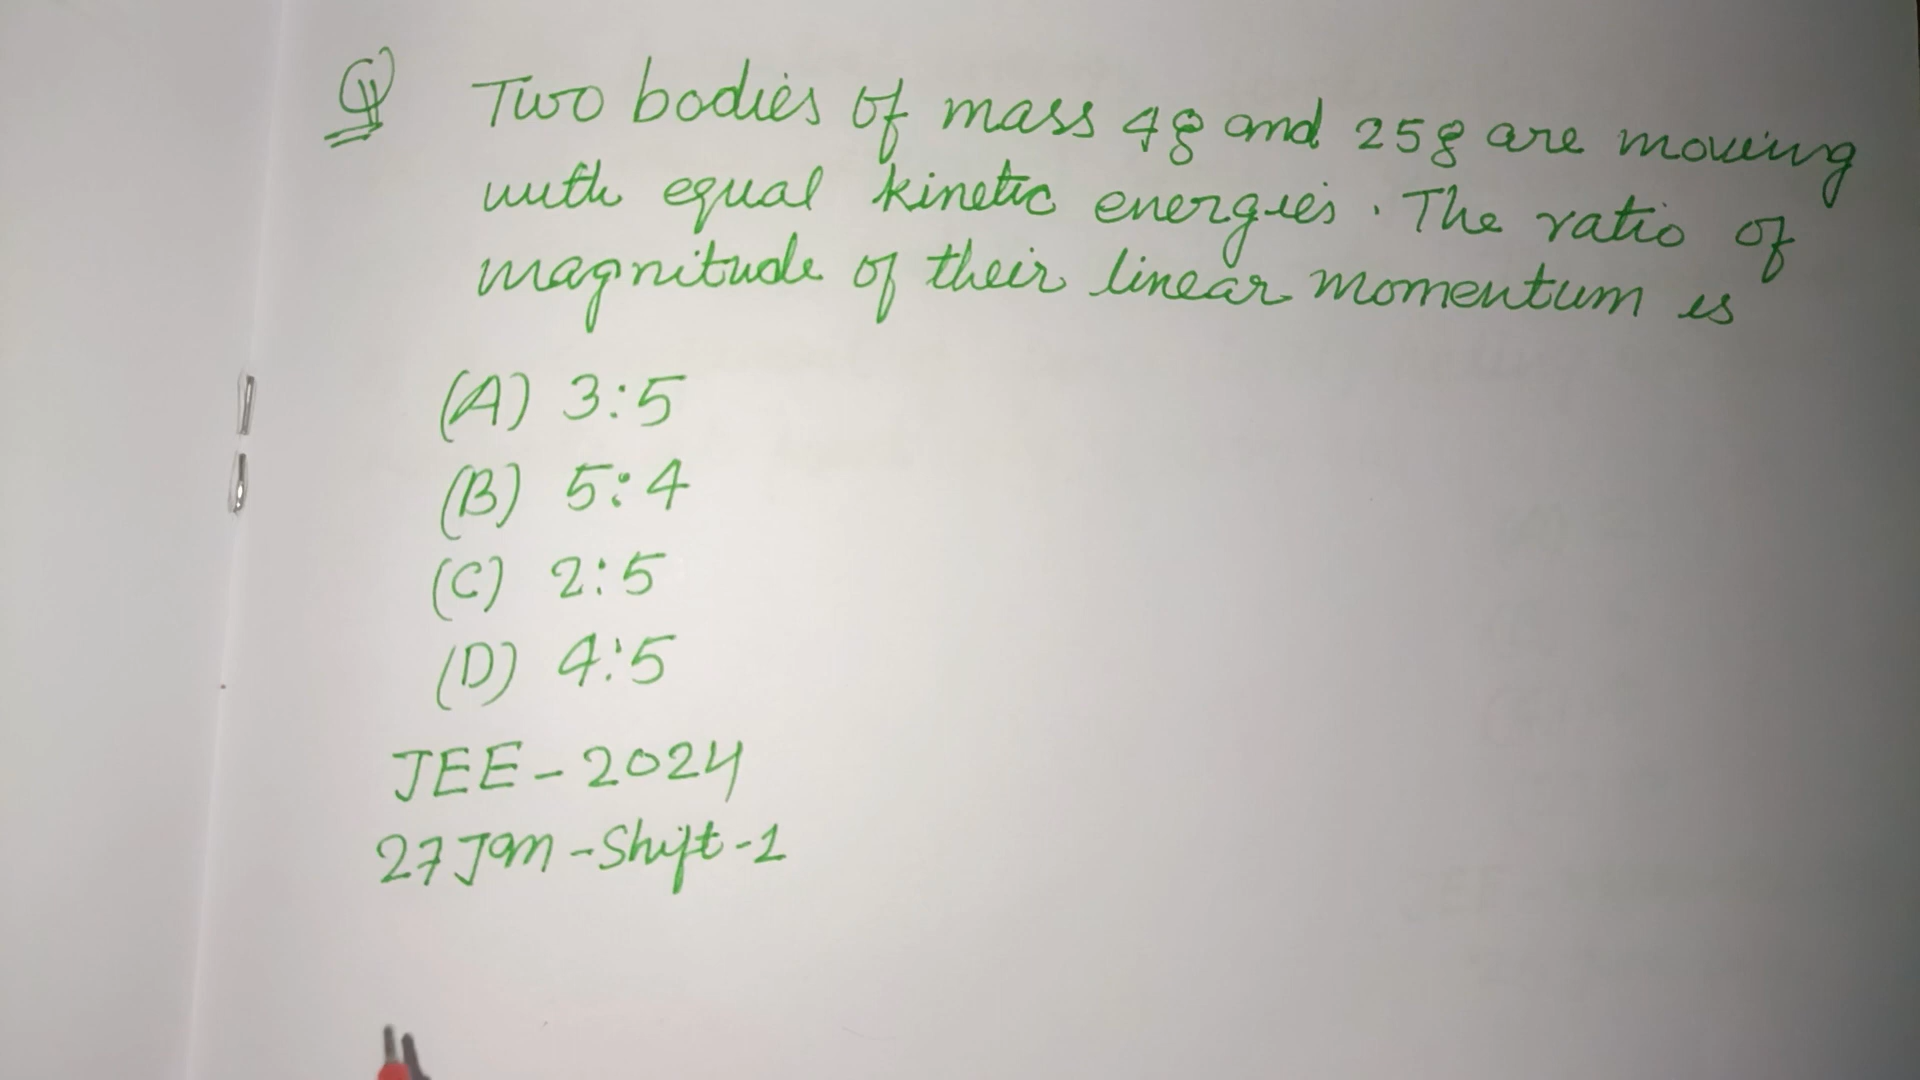 Q Two bodies of mass 4g and 25g are moving
with equal kinetic energies. The ratio of
magnitude of their linear momentum is
(A) 3:5
(B) 5:4
(C) 2:5
(D) 4:5
JEE-2024
27 Jan-Shift-1